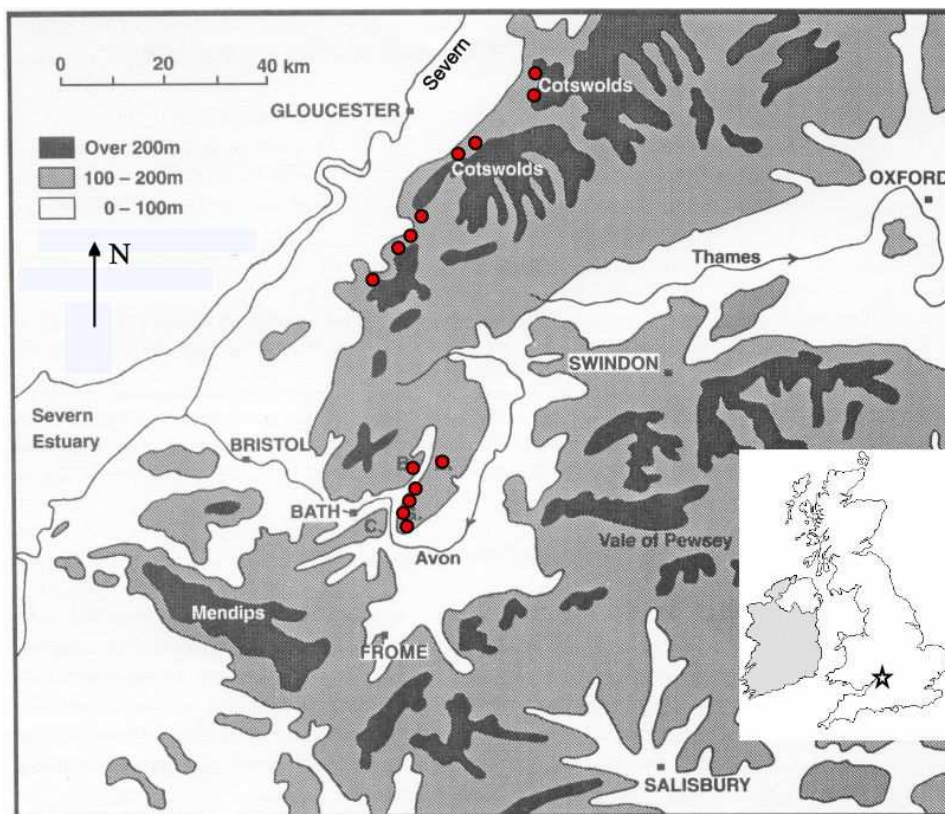 0 10 20 40 km
Severn
GLOUCESTER
Cotswolds
Over 200m
100 – 200m
0 – 100m
Cotswolds
OXFORD
N
Thames
SWINDON
Severn
Estuary
BRISTOL
B.
BATH
C.
Avon
Vale of Pewsey
Mendips
FROME
SALISBURY